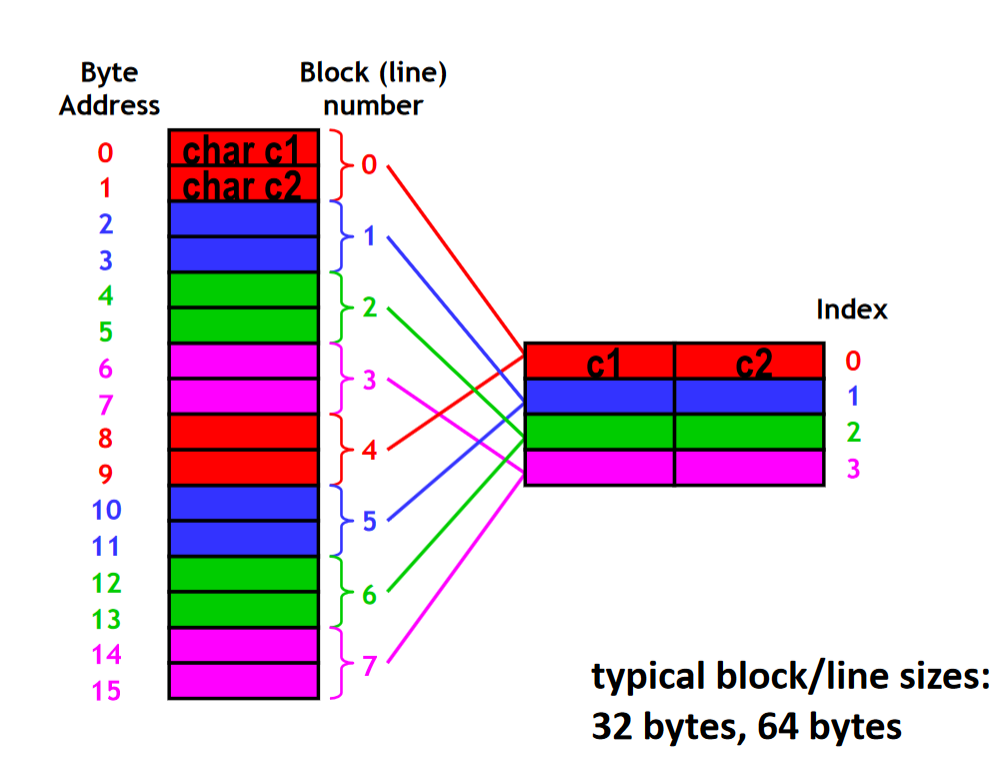 Byte
Address
Block (line)
number
0
1
2
3
4
5
6
7
8
9
10
11
12
13
14
15
char c1
char c2
0
1
2
3
4
5
6
7
Index
c1 c2
0
1
2
3
typical block/line sizes:
32 bytes, 64 bytes